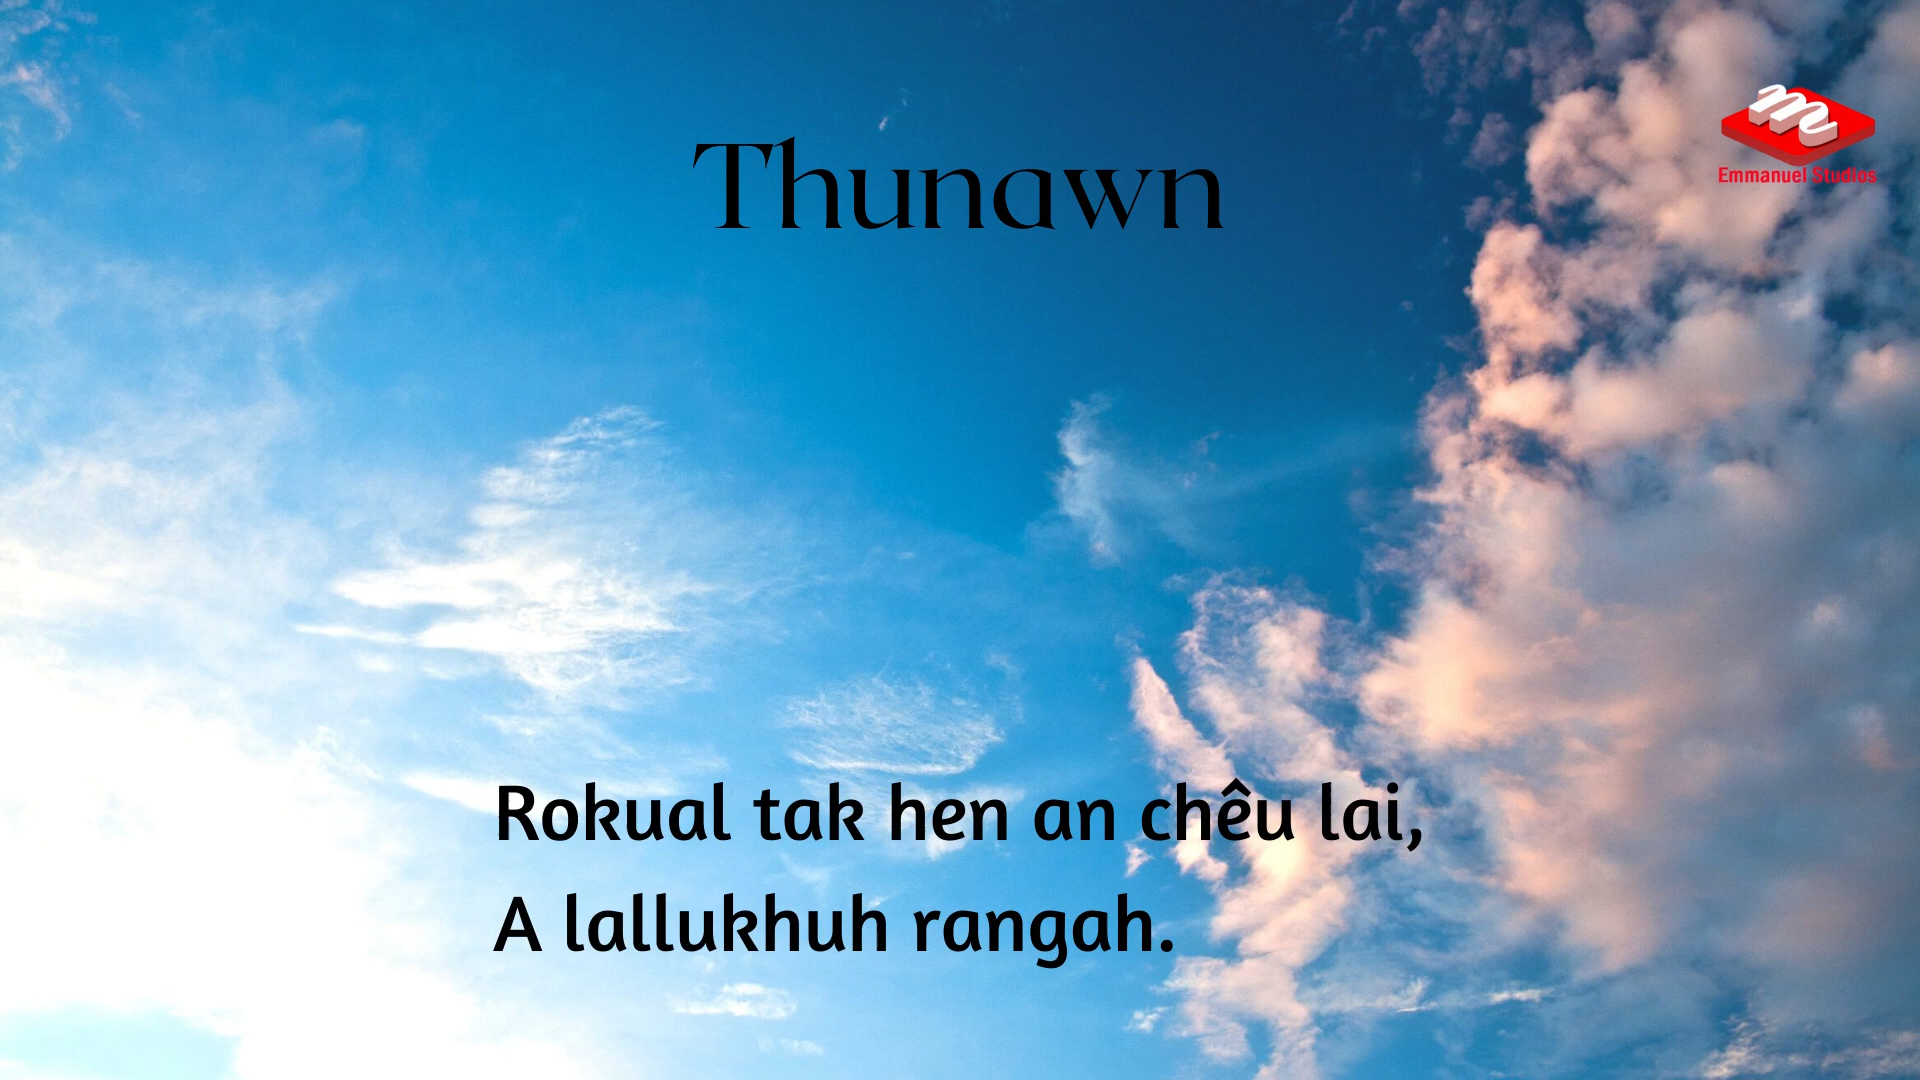 Thunawn
Emmanuel Studios
Rokual tak hen an chêu lai,
A lallukhuh rangah.